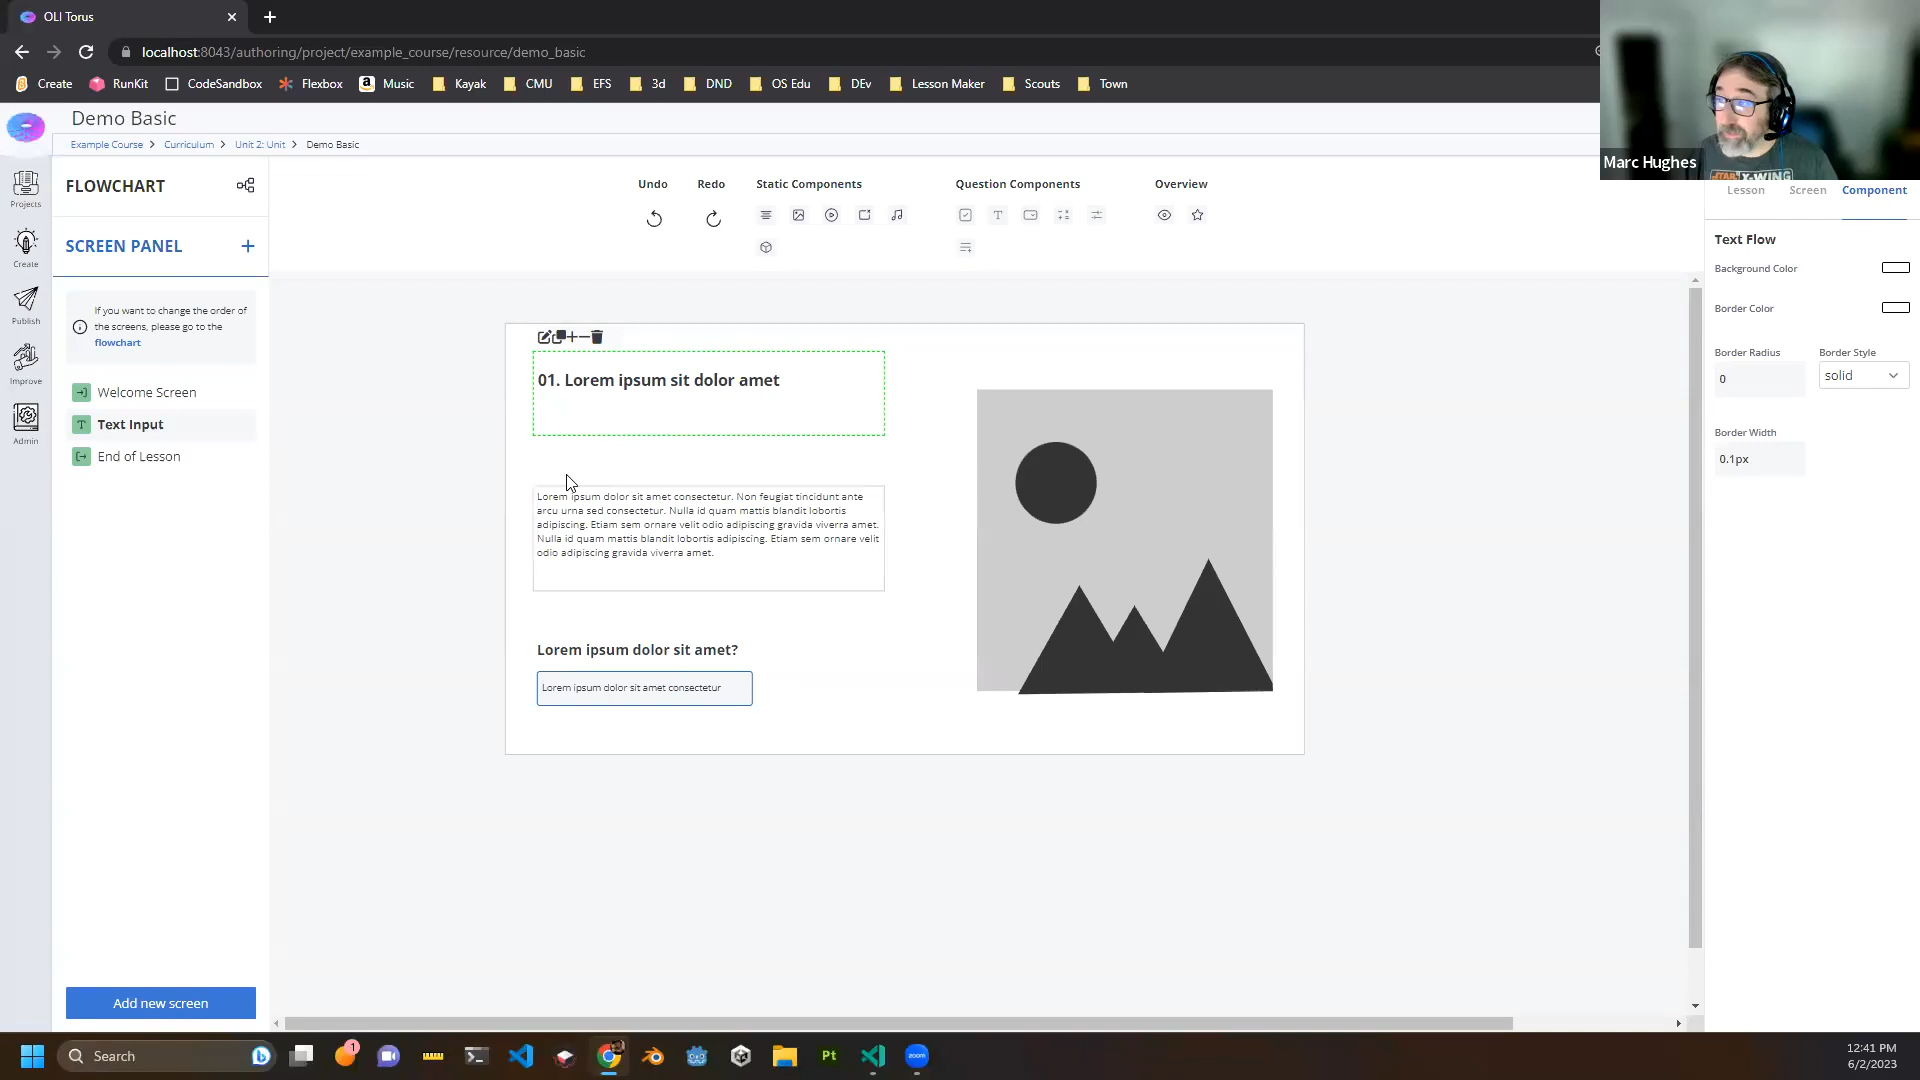 OLI Torus
localhost:8043/authoring/project/example_course/resource/demo_basic
Create RunKit CodeSandbox Flexbox Music Kayak CMU EFS 3d DND OS Edu DEv Lesson Maker Scouts Town
Marc Hughes
Demo Basic
Example Course > Curriculum > Unit 2: Unit > Demo Basic
Projects
Create
Publish
Improve
Admin
FLOWCHART
SCREEN PANEL +
If you want to change the order of
the screens, please go to the
flowchart
Welcome Screen
Text Input
End of Lesson
Add new screen
Undo Redo Static Components Question Components Overview
01. Lorem ipsum sit dolor amet
Lorem ipsum dolor sit amet consectetur. Non feugiat tincidunt ante
arcu urna sed consectetur. Nulla id quam mattis blandit lobortis
adipiscing. Etiam sem ornare velit odio adipiscing gravida viverra amet.
Nulla id quam mattis blandit lobortis adipiscing. Etiam sem ornare velit
odio adipiscing gravida viverra amet.
Lorem ipsum dolor sit amet?
Lorem ipsum dolor sit amet consectetur
Lesson Screen Component
Text Flow
Background Color
Border Color
Border Radius Border Style
0 solid
Border Width
0.1px
Search
1
Pt
zoom
12:41 PM
6/2/2023